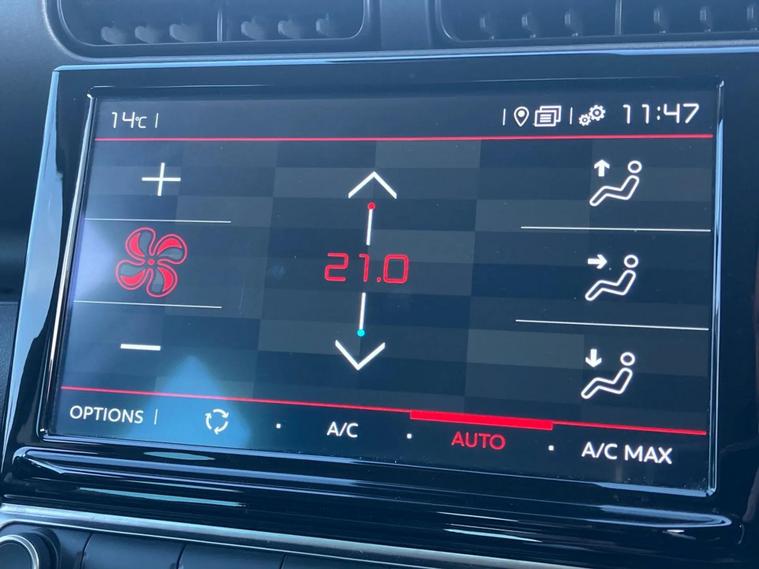 14°C 11:47
21.0
OPTIONS A/C AUTO A/C MAX